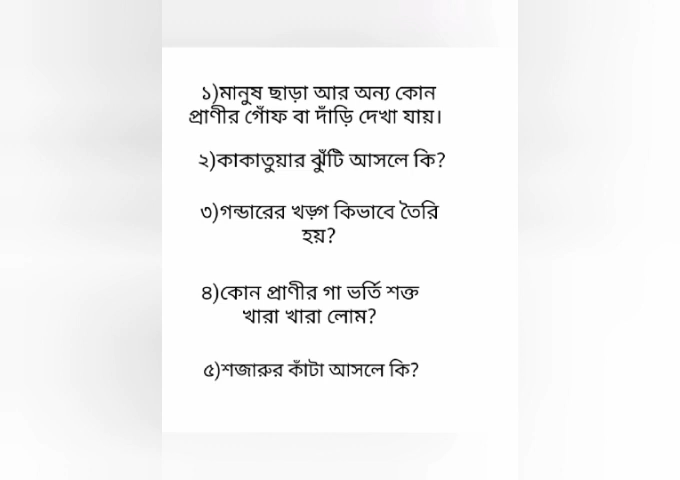 ১)মানুষ ছাড়া আর অন্য কোন
প্রাণীর গোঁফ বা দাঁড়ি দেখা যায়।
২)কাকাতুয়ার ঝুঁটি আসলে কি?
৩)গন্ডারের খড়্গ কিভাবে তৈরি
হয়?
৪)কোন প্রাণীর গা ভর্তি শক্ত
খারা খারা লোম?
৫)শজারুর কাঁটা আসলে কি?